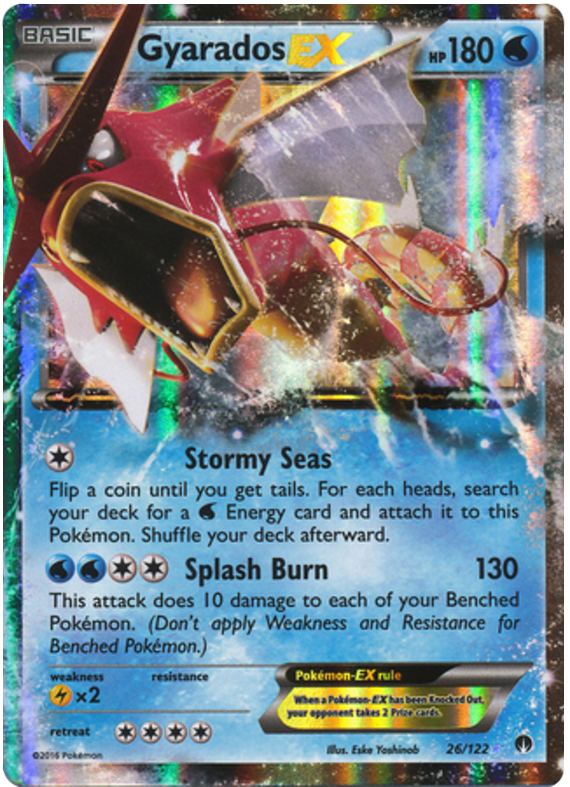 BASIC
Gyarados EX HP 180
Stormy Seas
Flip a coin until you get tails. For each heads, search
your deck for a Energy card and attach it to this
Pokémon. Shuffle your deck afterward.
Splash Burn 130
This attack does 10 damage to each of your Benched
Pokémon. (Don't apply Weakness and Resistance for
Benched Pokémon.)
weakness resistance
×2
Pokémon-EX rule
When a Pokémon-EX has been Knocked Out,
your opponent takes 2 Prize cards.
retreat
©2016 Pokémon
Illus. Eske Yoshinob
26/122